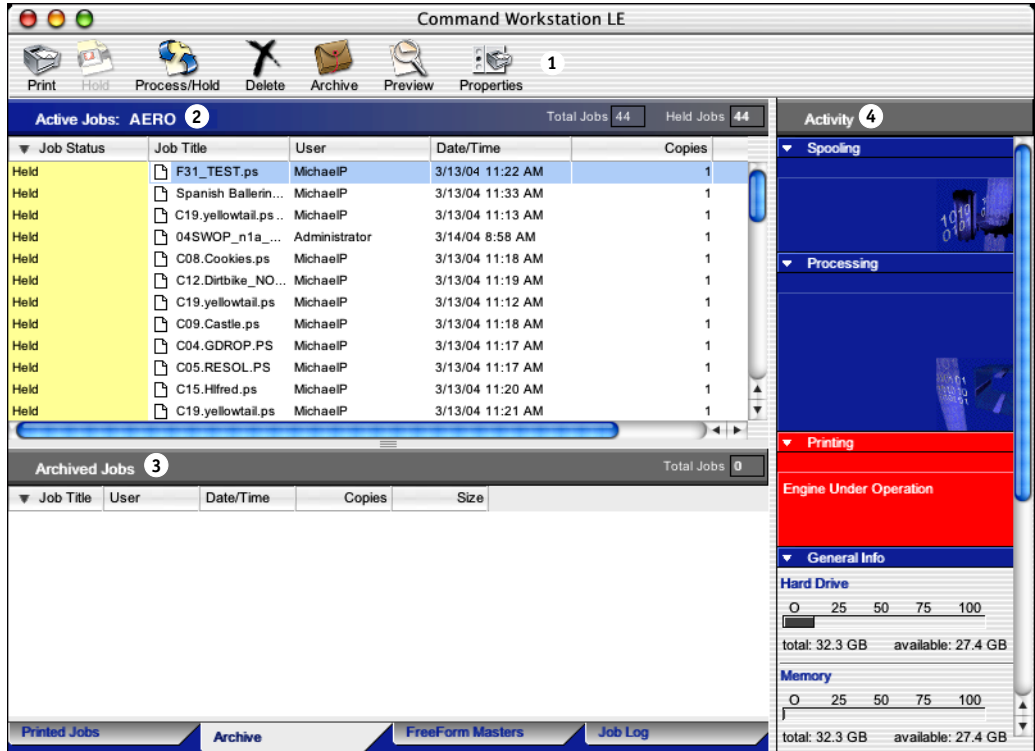 Command Workstation LE
Print Hold Process/Hold Delete Archive Preview Properties 1
Active Jobs: AERO 2 Total Jobs 44 Held Jobs 44
Job Status Job Title User Date/Time Copies
Held F31_TEST.ps MichaelP 3/13/04 11:22 AM 1
Held Spanish Ballerin... MichaelP 3/13/04 11:33 AM 1
Held C19.yellowtail.ps.. MichaelP 3/13/04 11:13 AM 1
Held 04SWOP_n1a_... Administrator 3/14/04 8:58 AM 1
Held C08.Cookies.ps MichaelP 3/13/04 11:18 AM 1
Held C12.Dirtbike_NO... MichaelP 3/13/04 11:19 AM 1
Held C19.yellowtail.ps MichaelP 3/13/04 11:12 AM 1
Held C09.Castle.ps MichaelP 3/13/04 11:18 AM 1
Held C04.GDROP.PS MichaelP 3/13/04 11:17 AM 1
Held C05.RESOL.PS MichaelP 3/13/04 11:17 AM 1
Held C15.Hlfred.ps MichaelP 3/13/04 11:20 AM 1
Held C19.yellowtail.ps MichaelP 3/13/04 11:21 AM 1
Archived Jobs 3 Total Jobs 0
Job Title User Date/Time Copies Size
Printed Jobs Archive FreeForm Masters Job Log
Activity 4
Spooling
1010
0101 010
Processing
Printing
Engine Under Operation
General Info
Hard Drive
O 25 50 75 100
total: 32.3 GB available: 27.4 GB
Memory
O 25 50 75 100
total: 32.3 GB available: 27.4 GB